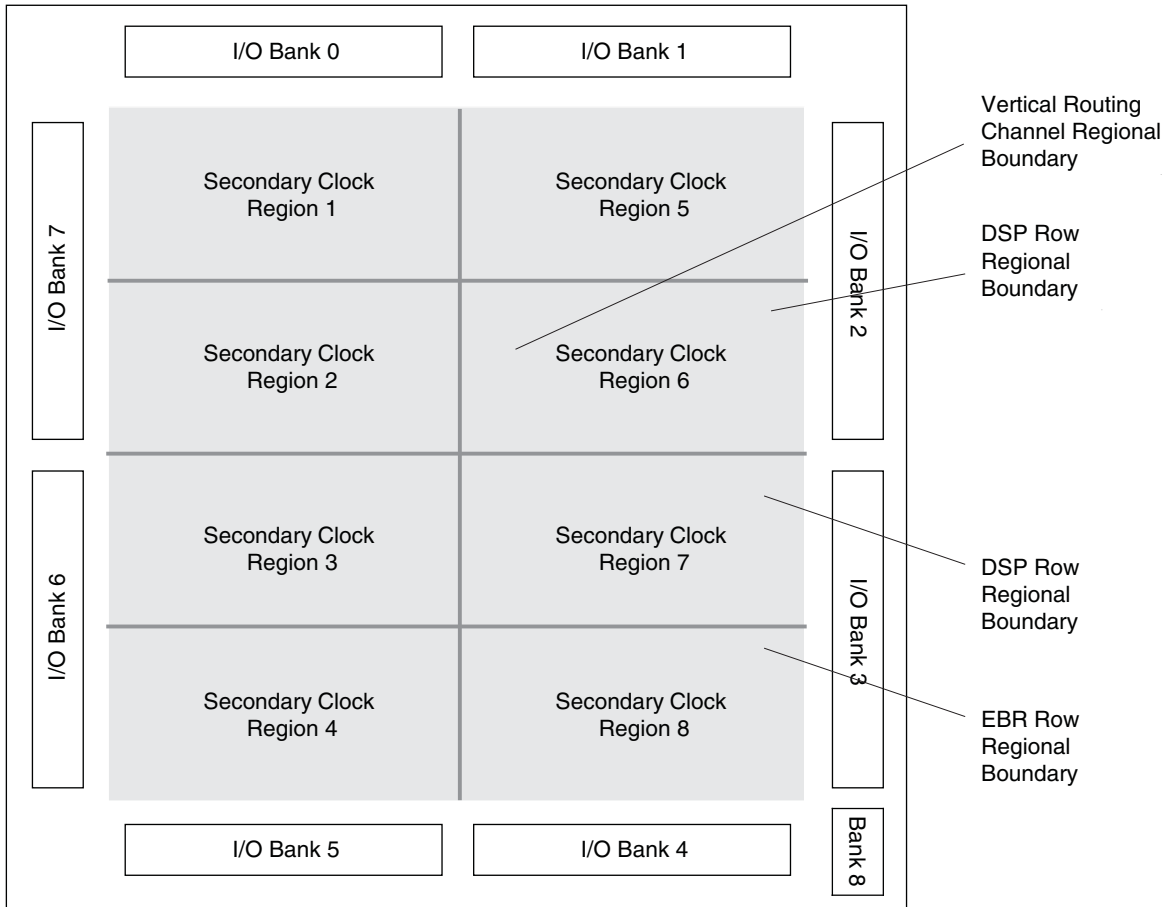 I/O Bank 0
I/O Bank 1
Vertical Routing
Channel Regional
Boundary
Secondary Clock
Region 1
Secondary Clock
Region 5
I/O Bank 7
I/O Bank 2
DSP Row
Regional
Boundary
Secondary Clock
Region 2
Secondary Clock
Region 6
Secondary Clock
Region 3
Secondary Clock
Region 7
I/O Bank 6
I/O Bank 3
DSP Row
Regional
Boundary
Secondary Clock
Region 4
Secondary Clock
Region 8
EBR Row
Regional
Boundary
I/O Bank 5
I/O Bank 4
Bank 8